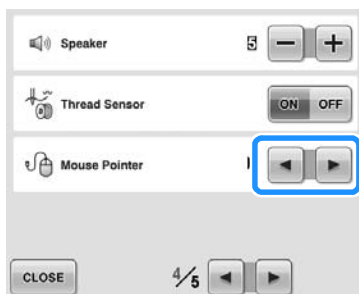 Speaker 5 − +
Thread Sensor ON OFF
Mouse Pointer
CLOSE 4/5